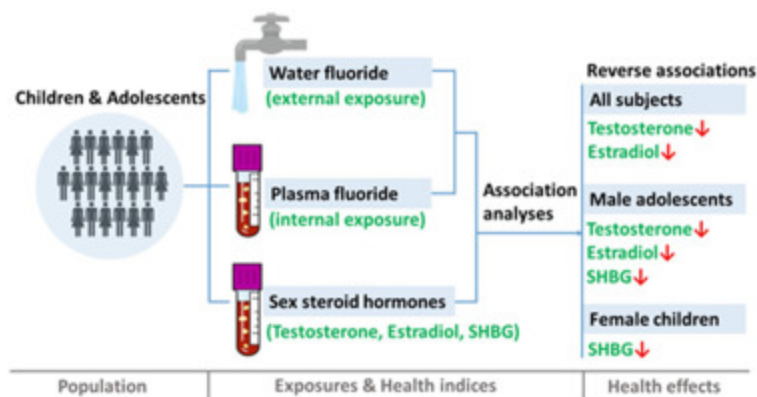 Children & Adolescents
Water fluoride
(external exposure)
Plasma fluoride
(internal exposure)
Sex steroid hormones
(Testosterone, Estradiol, SHBG)
Association
analyses
Reverse associations
All subjects
Testosterone↓
Estradiol↓
Male adolescents
Testosterone↓
Estradiol↓
SHBG↓
Female children
SHBG↓
Population
Exposures & Health indices
Health effects